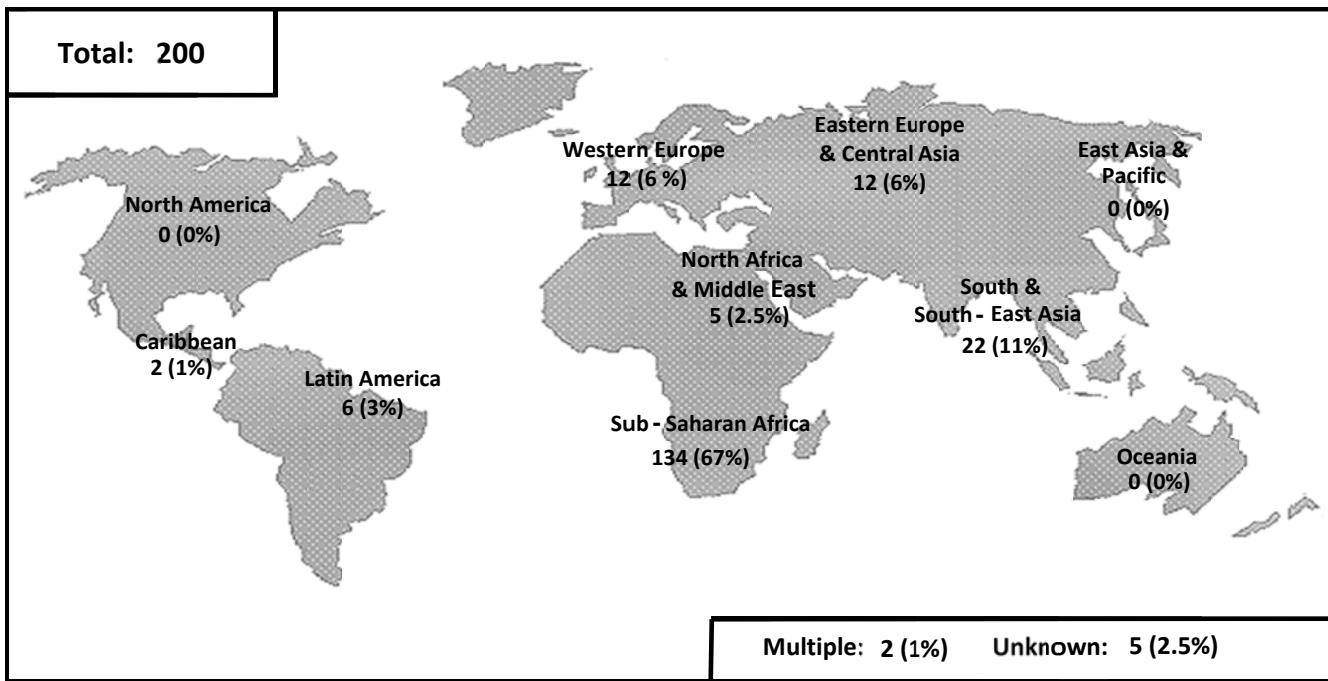 Total: 200
Eastern Europe
& Central Asia
12 (6%)
Western Europe
12 (6 %)
East Asia &
Pacific
0 (0%)
North America
0 (0%)
North Africa
& Middle East
5 (2.5%)
South &
South - East Asia
22 (11%)
Caribbean
2 (1%)
Latin America
6 (3%)
Sub - Saharan Africa
134 (67%)
Oceania
0 (0%)
Multiple: 2 (1%) Unknown: 5 (2.5%)